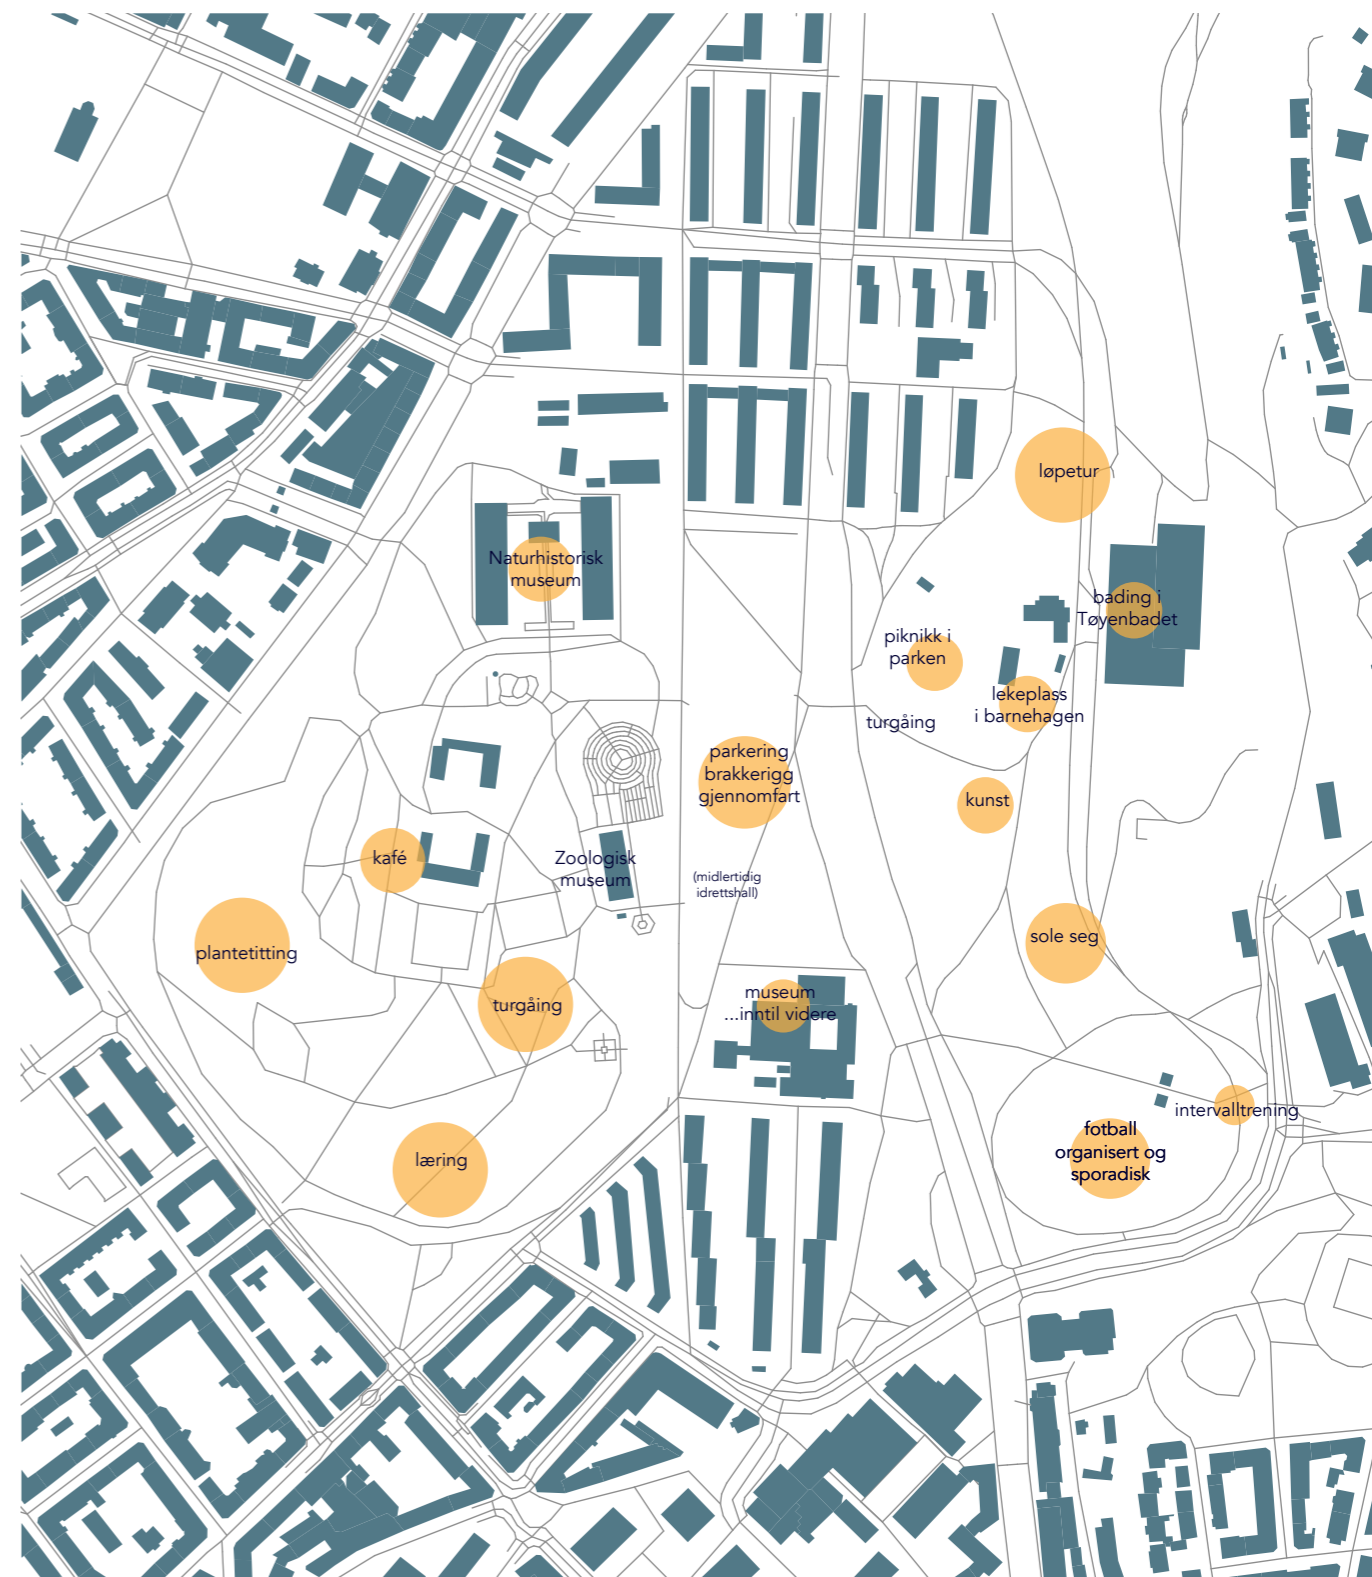 løpetur
Naturhistorisk
museum
bading i
Tøyenbadet
piknikk i
parken
lekeplass
i barnehagen
turgåing
parkering
brakkerigg
gjennomfart
kunst
kafé
Zoologisk
museum
(midlertidig
idrettshall)
plantetitting
sole seg
turgåing
museum
...inntil videre
intervalltrening
fotball
organisert og
sporadisk
læring